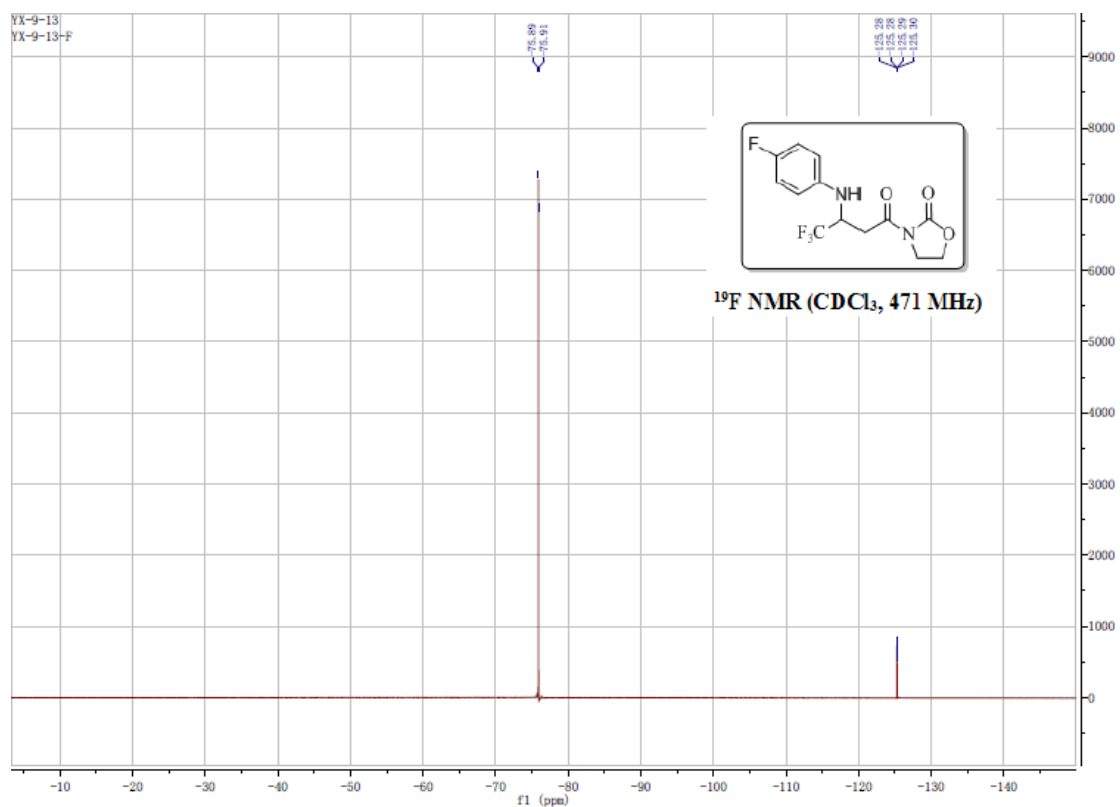 YX-9-13
YX-9-13-F
-75.89
-75.91
-125.28
-125.28
-125.29
-125.30
9000
8000
7000
6000
5000
4000
3000
2000
1000
0
F
NH
O
O
F₃C
N
O
¹⁹F NMR (CDCl₃, 471 MHz)
-10 -20 -30 -40 -50 -60 -70 -80 -90 -100 -110 -120 -130 -140
f1 (ppm)